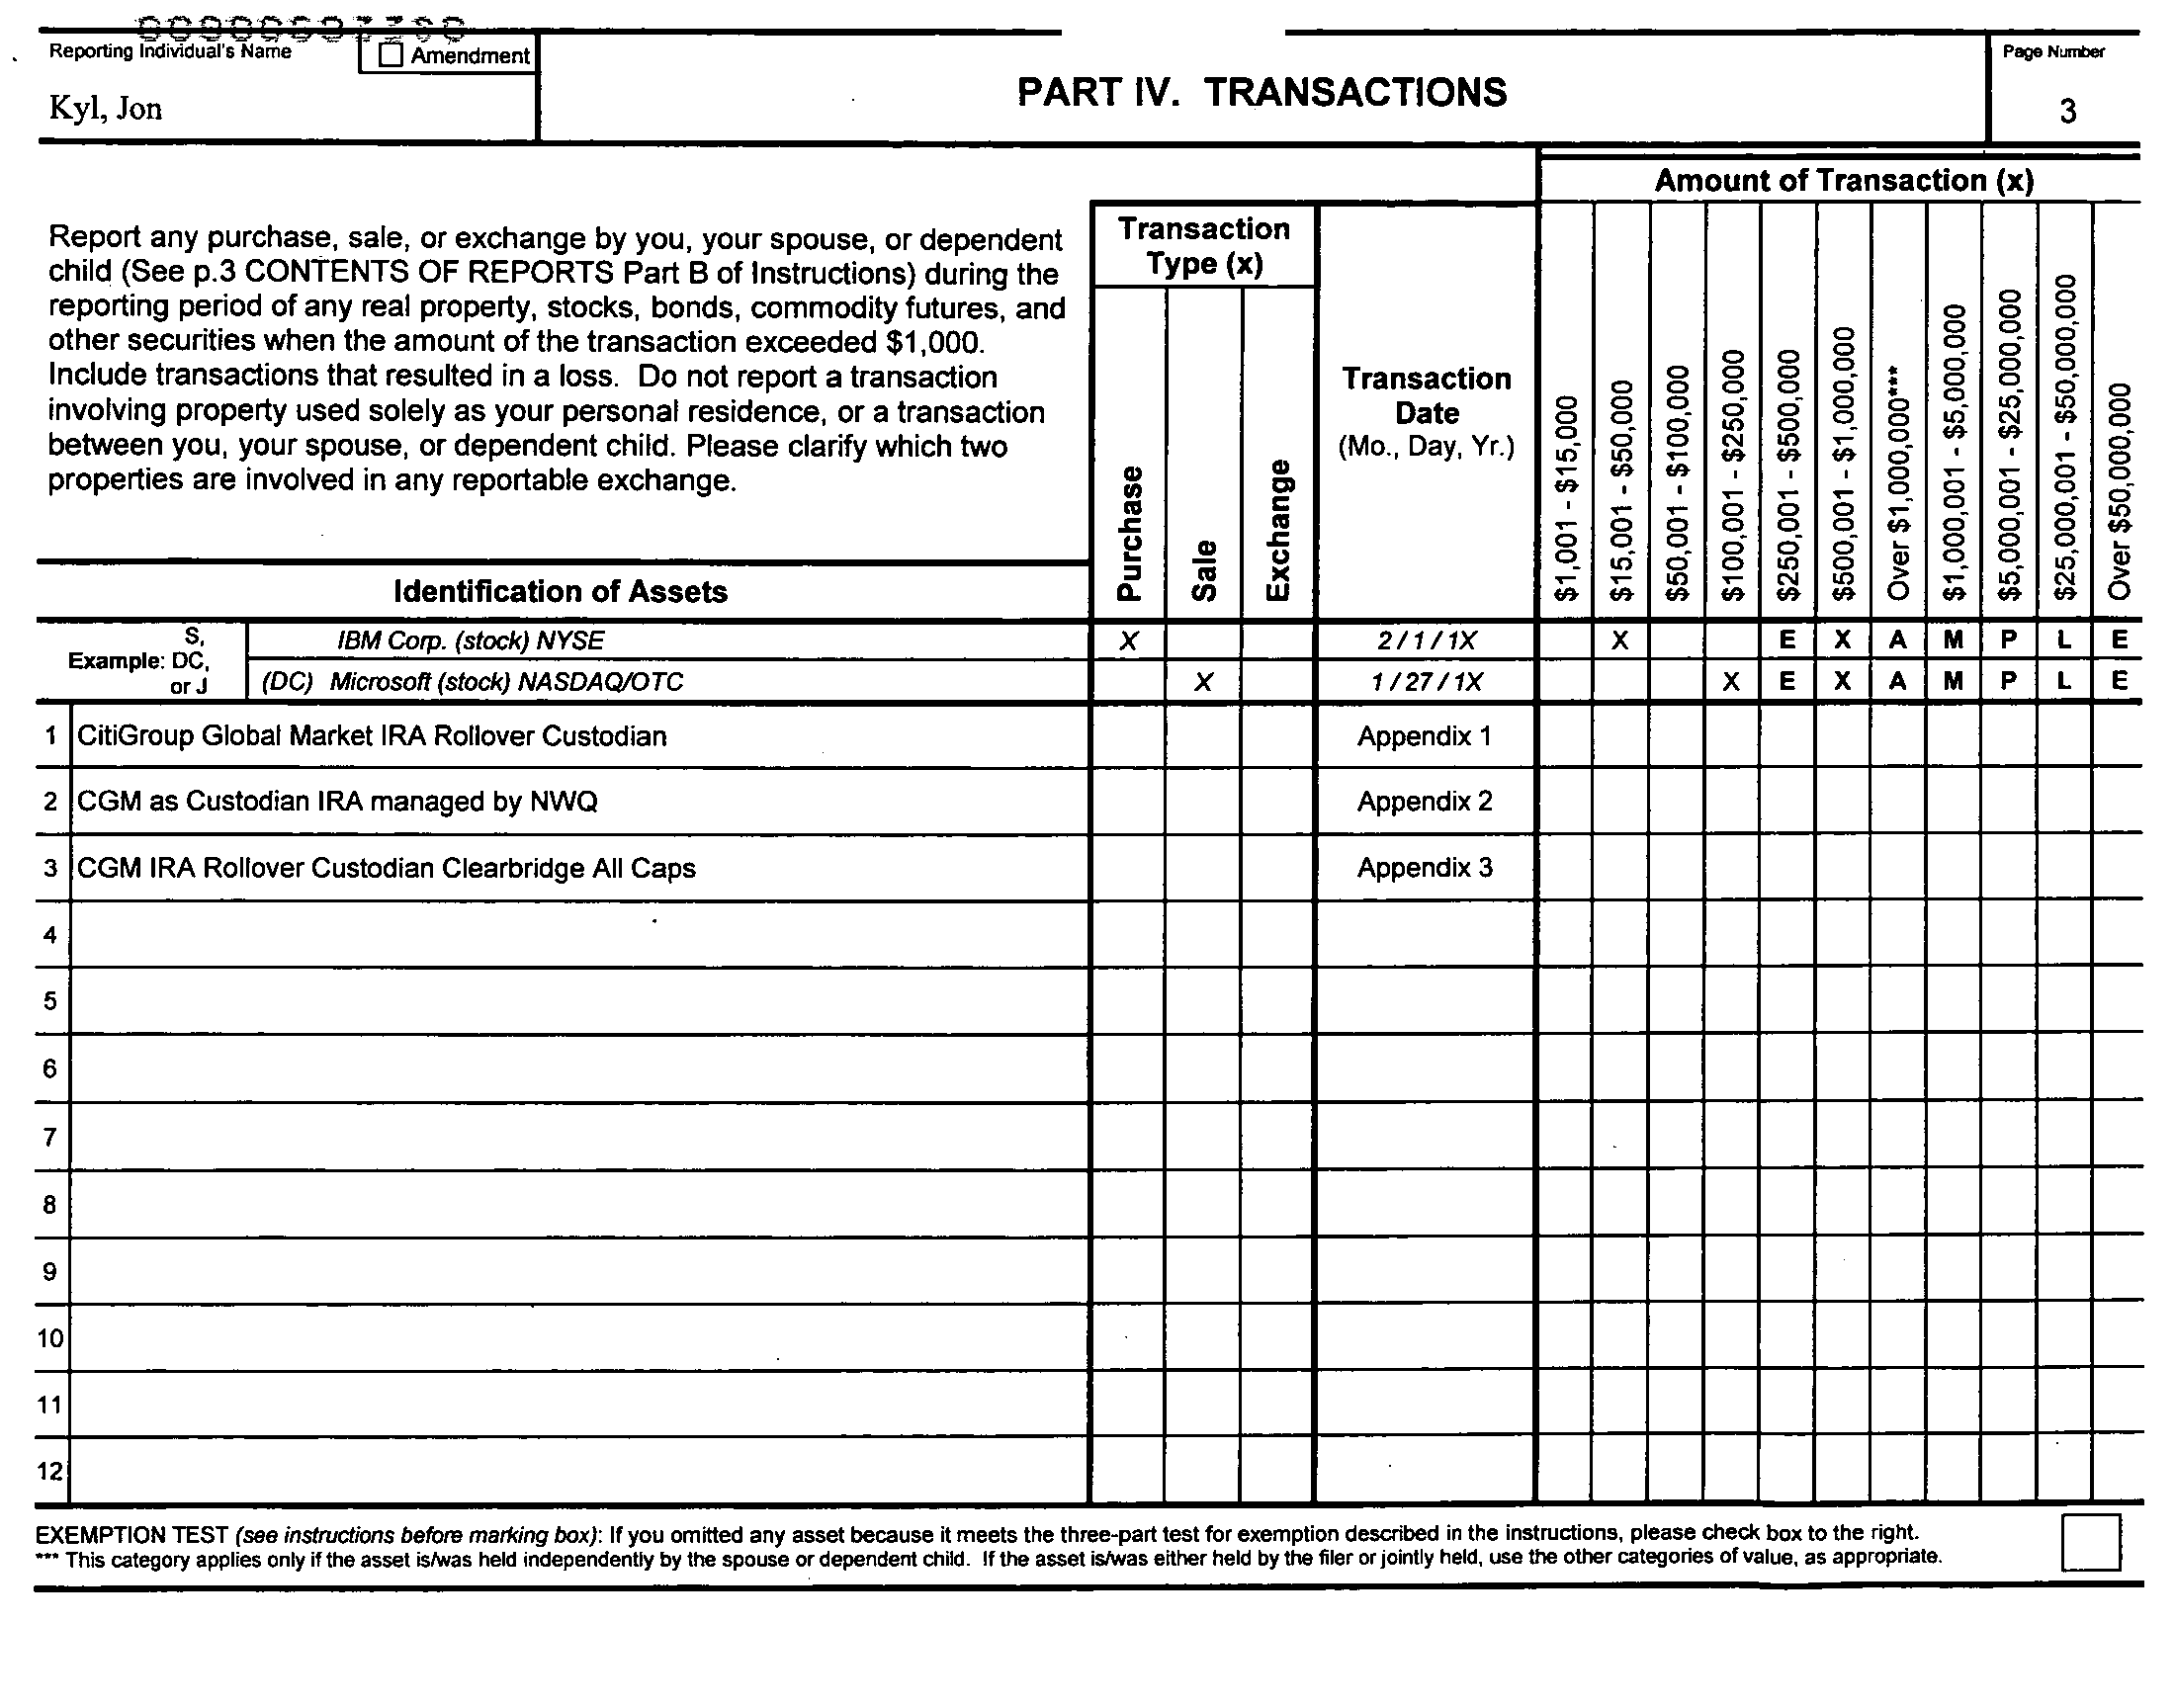 Reporting Individual's Name
Amendment
Kyl, Jon
PART IV. TRANSACTIONS
Page Number
3
Amount of Transaction (x)
Report any purchase, sale, or exchange by you, your spouse, or dependent
child (See p.3 CONTENTS OF REPORTS Part B of Instructions) during the
reporting period of any real property, stocks, bonds, commodity futures, and
other securities when the amount of the transaction exceeded $1,000.
Include transactions that resulted in a loss. Do not report a transaction
involving property used solely as your personal residence, or a transaction
between you, your spouse, or dependent child. Please clarify which two
properties are involved in any reportable exchange.
Transaction
Type (x)
Purchase
Sale
Exchange
Transaction
Date
(Mo., Day, Yr.)
$1,001 - $15,000
$15,001 - $50,000
$50,001 - $100,000
$100,001 - $250,000
$250,001 - $500,000
$500,001 - $1,000,000
Over $1,000,000***
$1,000,001 - $5,000,000
$5,000,001 - $25,000,000
$25,000,001 - $50,000,000
Over $50,000,000
Identification of Assets
Example: S, DC, or J
IBM Corp. (stock) NYSE X 2 / 1 / 1X X E X A M P L E
(DC) Microsoft (stock) NASDAQ/OTC X 1 / 27 / 1X X E X A M P L E
1 CitiGroup Global Market IRA Rollover Custodian Appendix 1
2 CGM as Custodian IRA managed by NWQ Appendix 2
3 CGM IRA Rollover Custodian Clearbridge All Caps Appendix 3
4
5
6
7
8
9
10
11
12
EXEMPTION TEST (see instructions before marking box): If you omitted any asset because it meets the three-part test for exemption described in the instructions, please check box to the right.
*** This category applies only if the asset is/was held independently by the spouse or dependent child. If the asset is/was either held by the filer or jointly held, use the other categories of value, as appropriate.